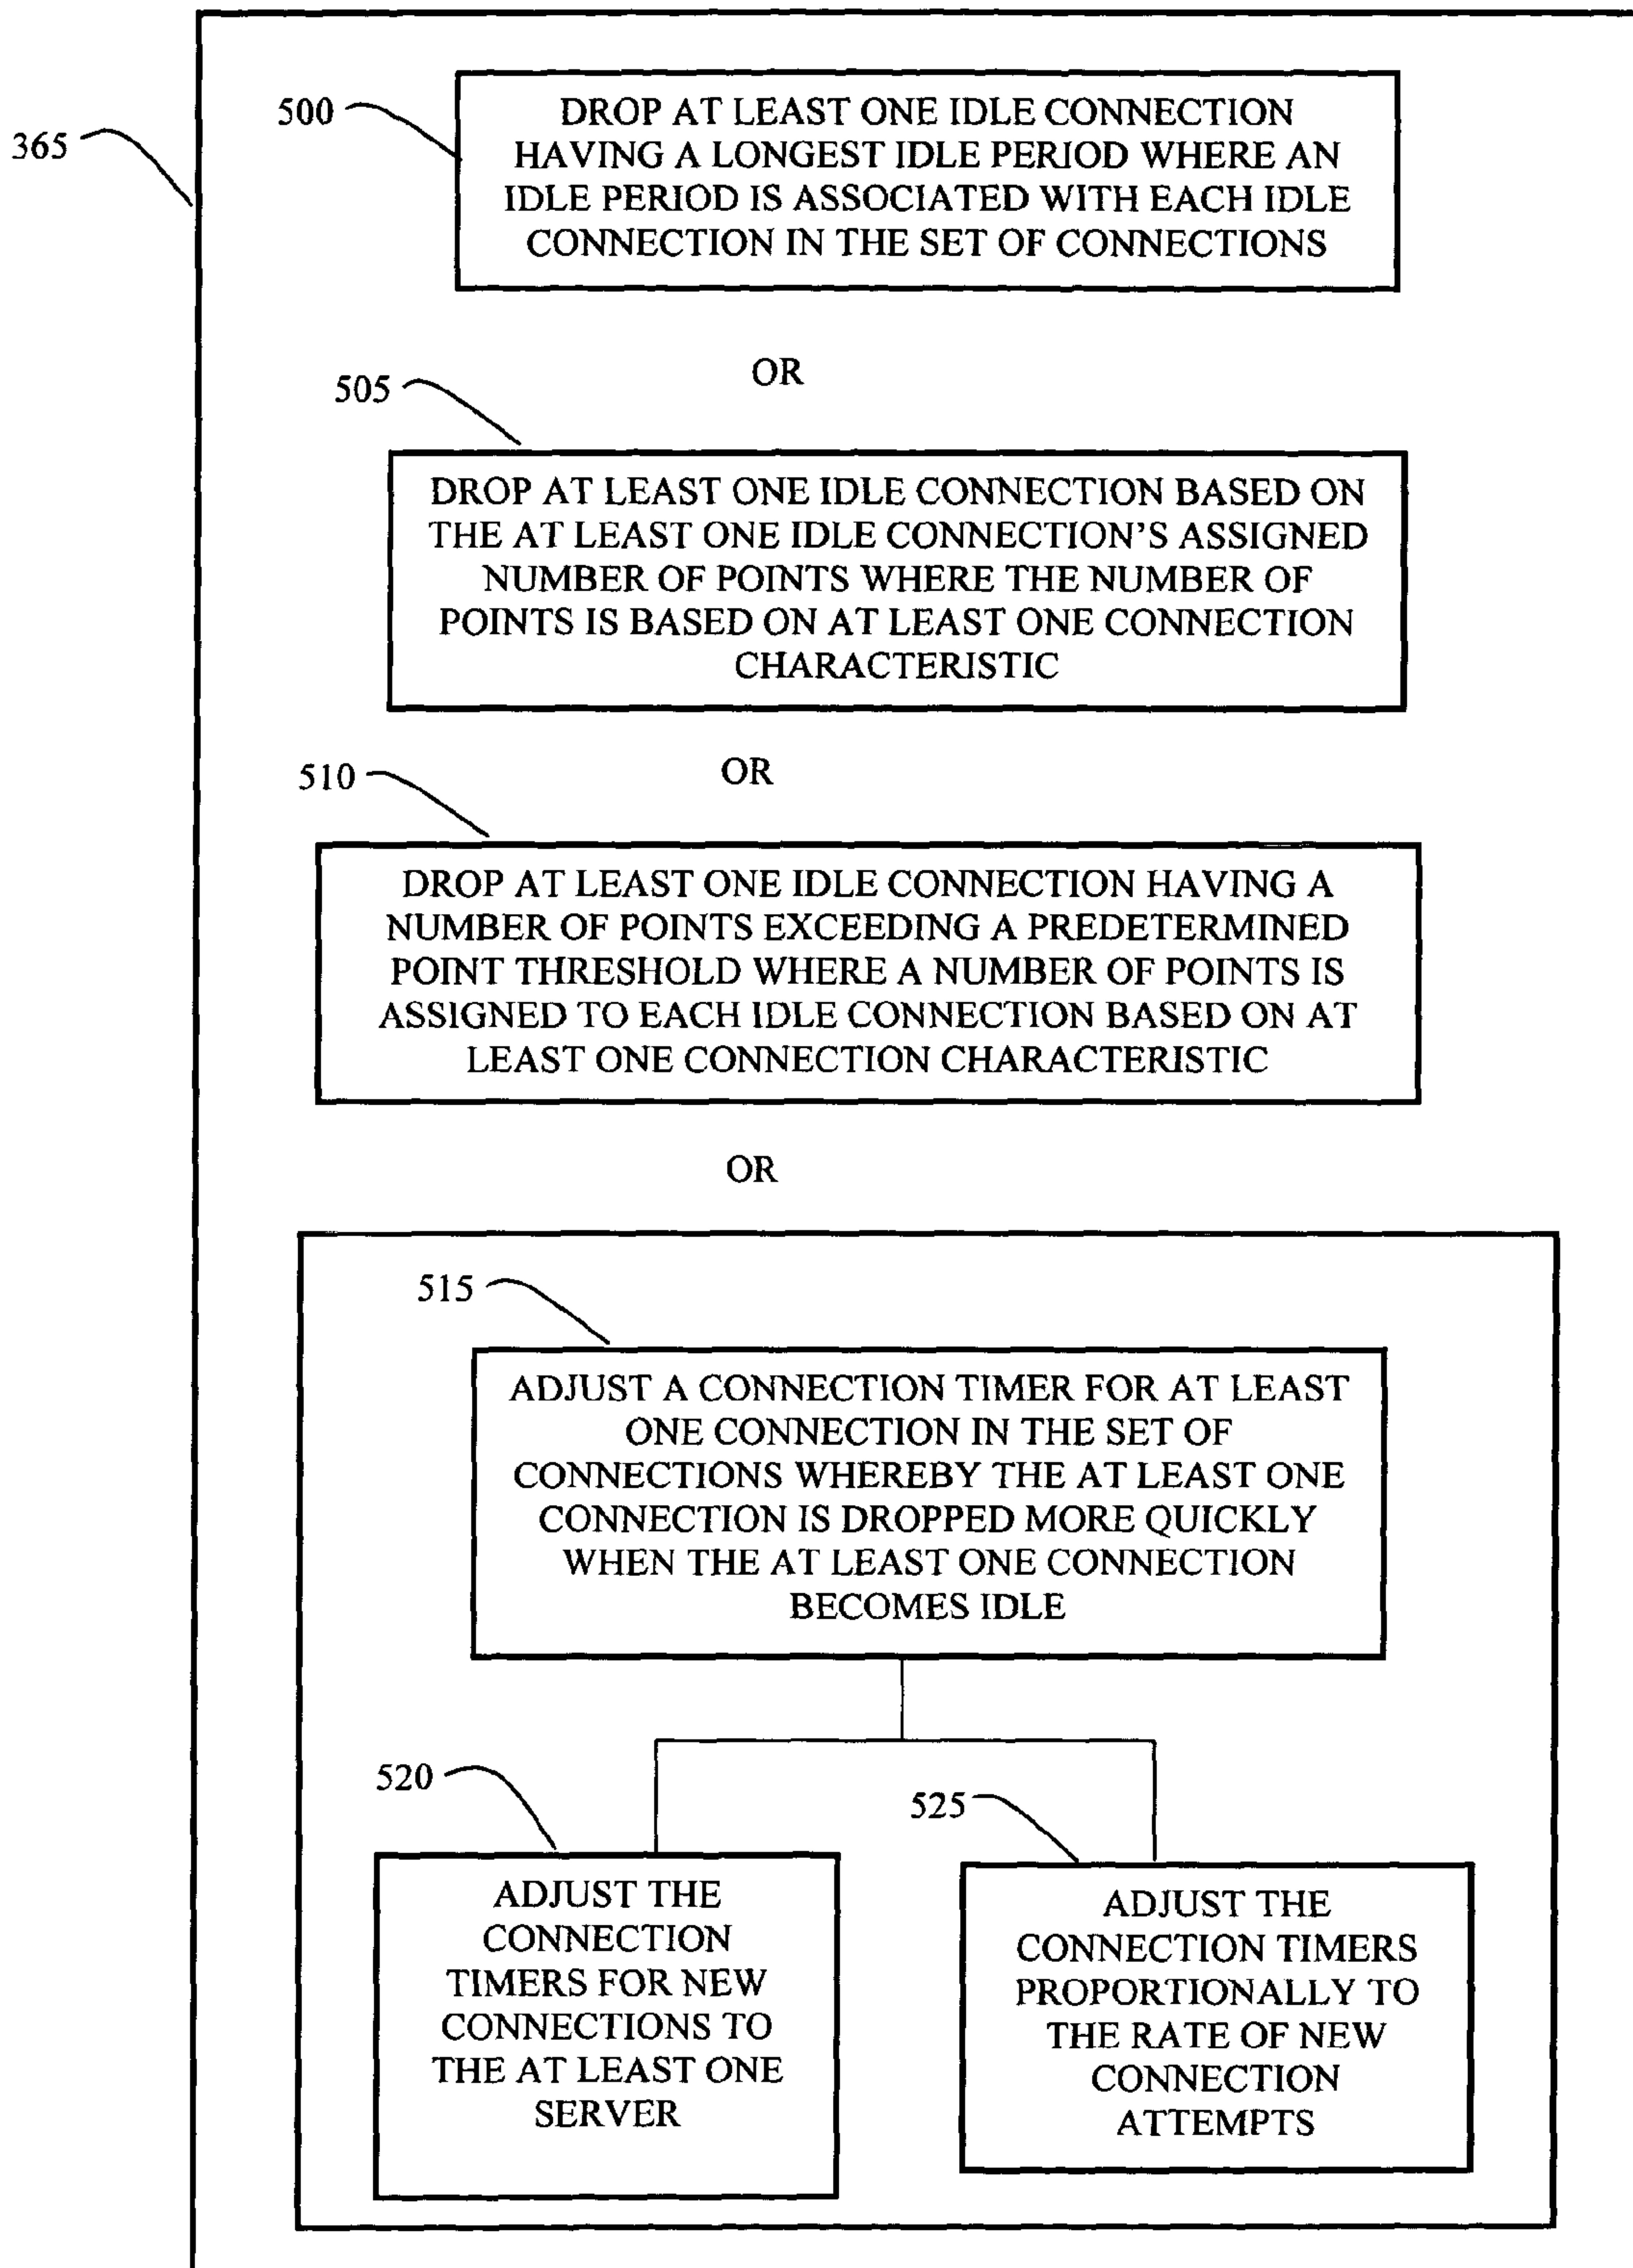 500
DROP AT LEAST ONE IDLE CONNECTION
HAVING A LONGEST IDLE PERIOD WHERE AN
IDLE PERIOD IS ASSOCIATED WITH EACH IDLE
CONNECTION IN THE SET OF CONNECTIONS
365
OR
505
DROP AT LEAST ONE IDLE CONNECTION BASED ON
THE AT LEAST ONE IDLE CONNECTION'S ASSIGNED
NUMBER OF POINTS WHERE THE NUMBER OF
POINTS IS BASED ON AT LEAST ONE CONNECTION
CHARACTERISTIC
OR
510
DROP AT LEAST ONE IDLE CONNECTION HAVING A
NUMBER OF POINTS EXCEEDING A PREDETERMINED
POINT THRESHOLD WHERE A NUMBER OF POINTS IS
ASSIGNED TO EACH IDLE CONNECTION BASED ON AT
LEAST ONE CONNECTION CHARACTERISTIC
OR
515
ADJUST A CONNECTION TIMER FOR AT LEAST
ONE CONNECTION IN THE SET OF
CONNECTIONS WHEREBY THE AT LEAST ONE
CONNECTION IS DROPPED MORE QUICKLY
WHEN THE AT LEAST ONE CONNECTION
BECOMES IDLE
520
ADJUST THE
CONNECTION
TIMERS FOR NEW
CONNECTIONS TO
THE AT LEAST ONE
SERVER
525
ADJUST THE
CONNECTION TIMERS
PROPORTIONALLY TO
THE RATE OF NEW
CONNECTION
ATTEMPTS